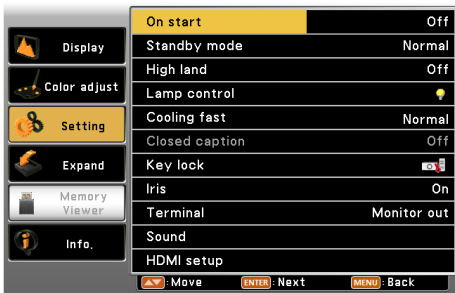 Display
Color adjust
Setting
Expand
Memory
Viewer
Info.
On start Off
Standby mode Normal
High land Off
Lamp control
Cooling fast Normal
Closed caption Off
Key lock
Iris On
Terminal Monitor out
Sound
HDMI setup
:Move ENTER :Next MENU :Back